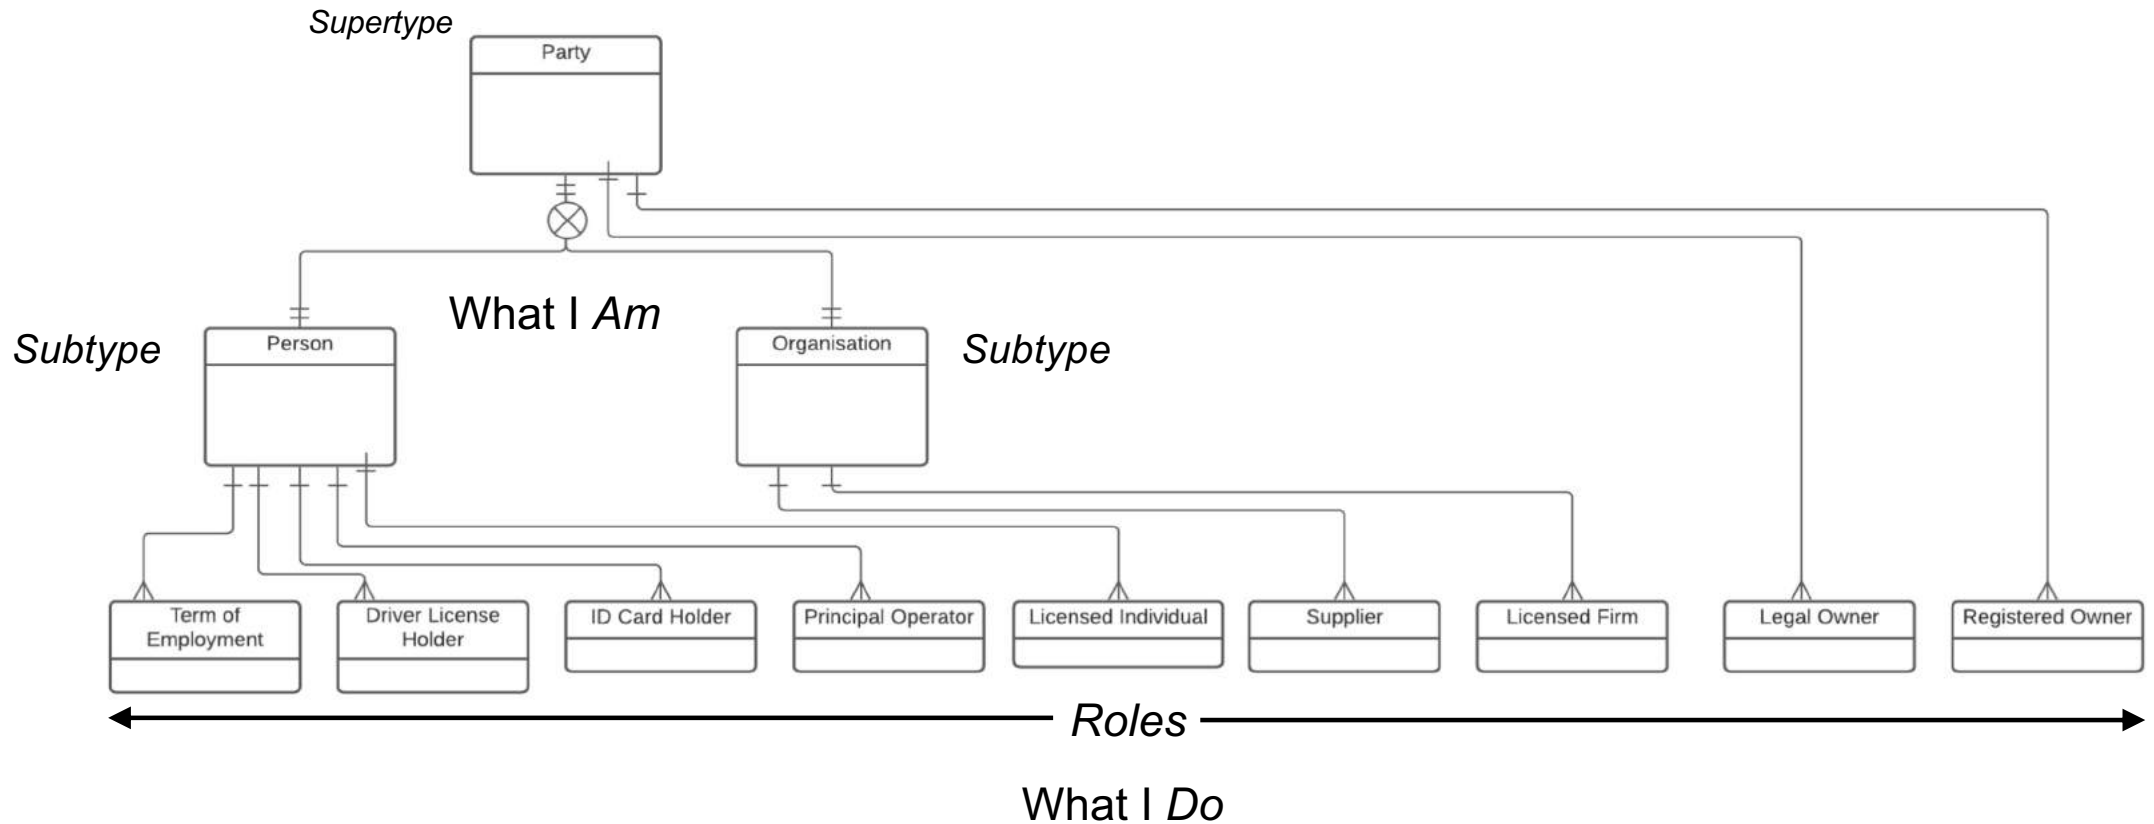 Supertype
Party
What I Am
Subtype
Person
Organisation
Subtype
Term of
Employment
Driver License
Holder
ID Card Holder
Principal Operator
Licensed Individual
Supplier
Licensed Firm
Legal Owner
Registered Owner
Roles
What I Do